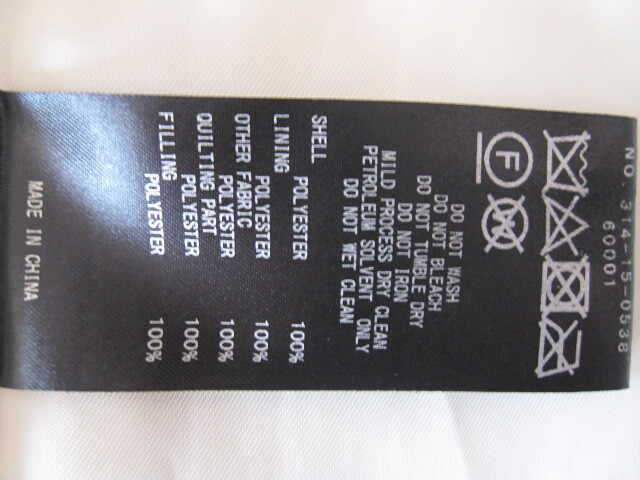 NO. 314-15-0538
60001
F
W
DO NOT WASH
DO NOT BLEACH
DO NOT TUMBLE DRY
DO NOT IRON
MILD PROCESS DRY CLEAN
PETROLEUM SOLVENT ONLY
DO NOT WET CLEAN
SHELL
POLYESTER 100%
LINING
POLYESTER 100%
OTHER FABRIC
POLYESTER 100%
QUILTING PART
POLYESTER 100%
FILLING
POLYESTER 100%
MADE IN CHINA